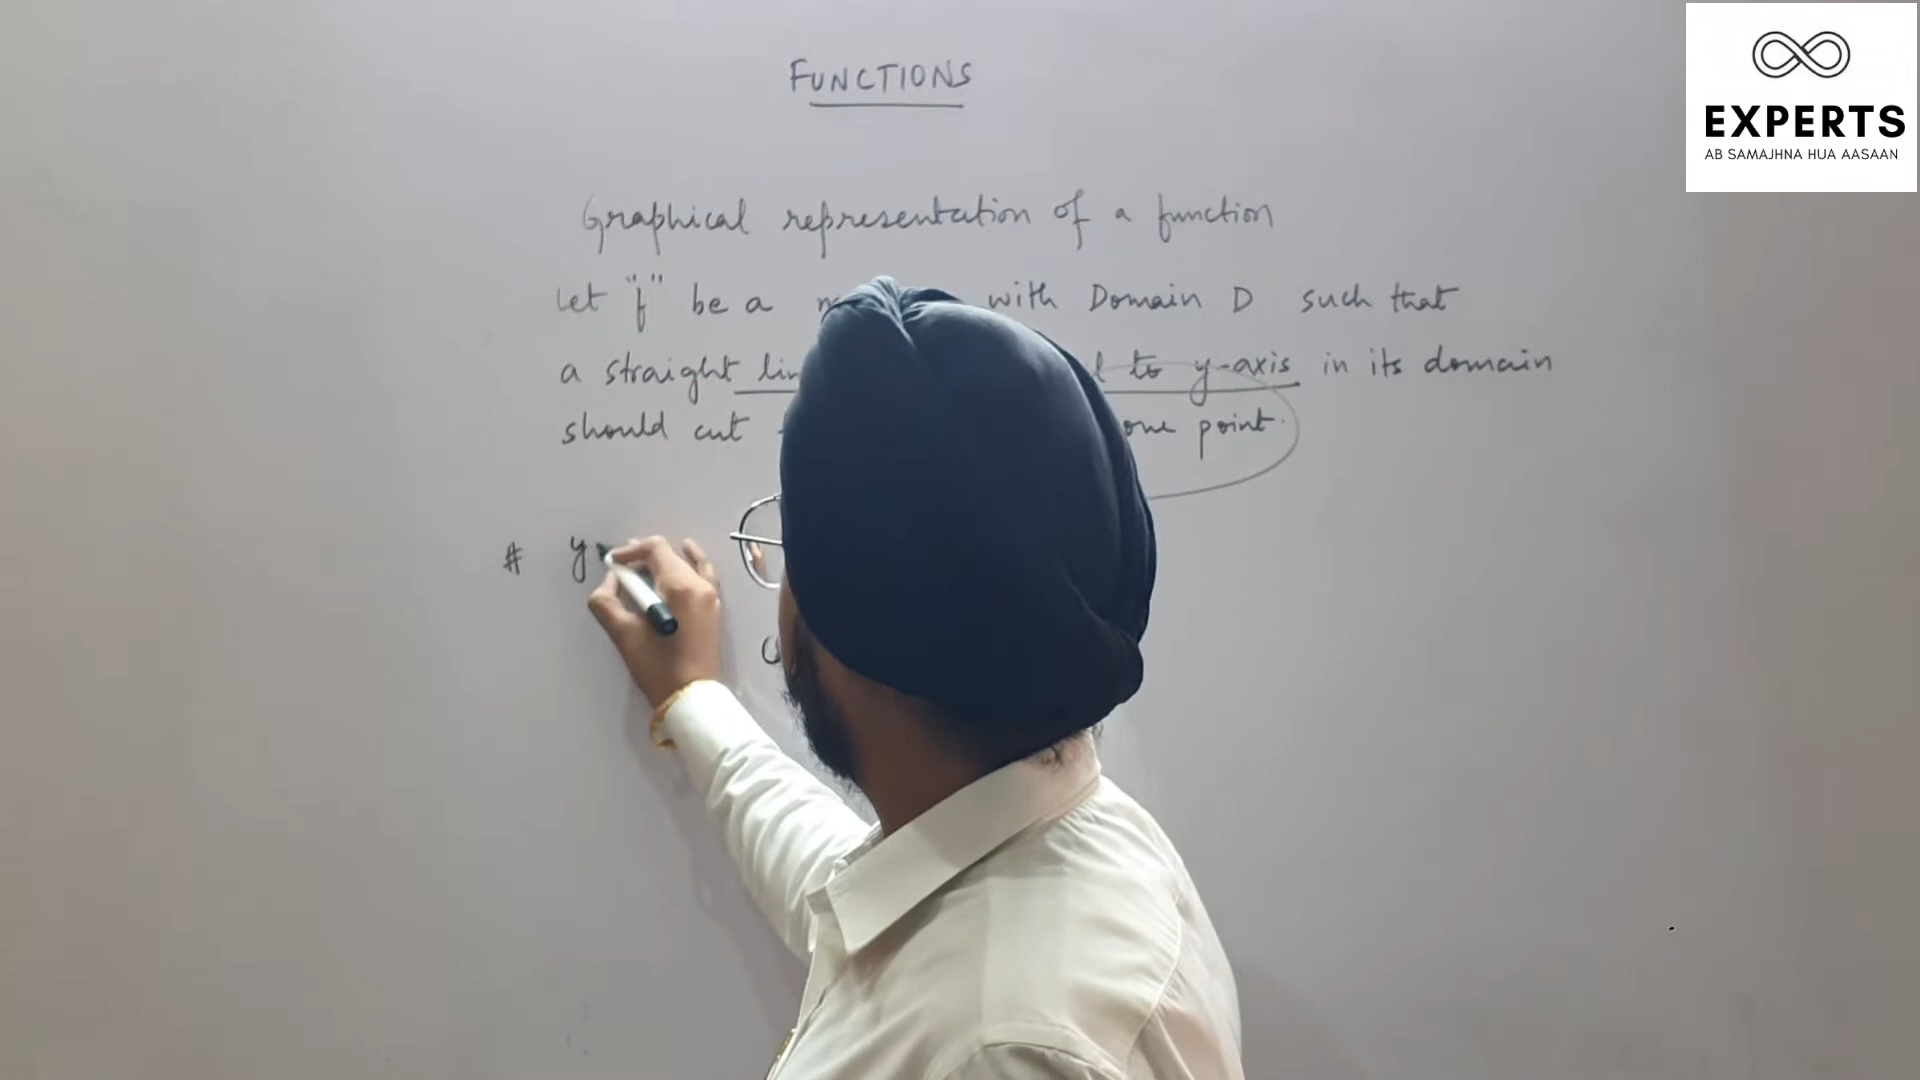 FUNCTIONS
EXPERTS
AB SAMAJHNA HUA AASAAN
Graphical representation of a function
Let "f" be a with Domain D such that
a straight to y-axis in its domain
should cut one point.
# y